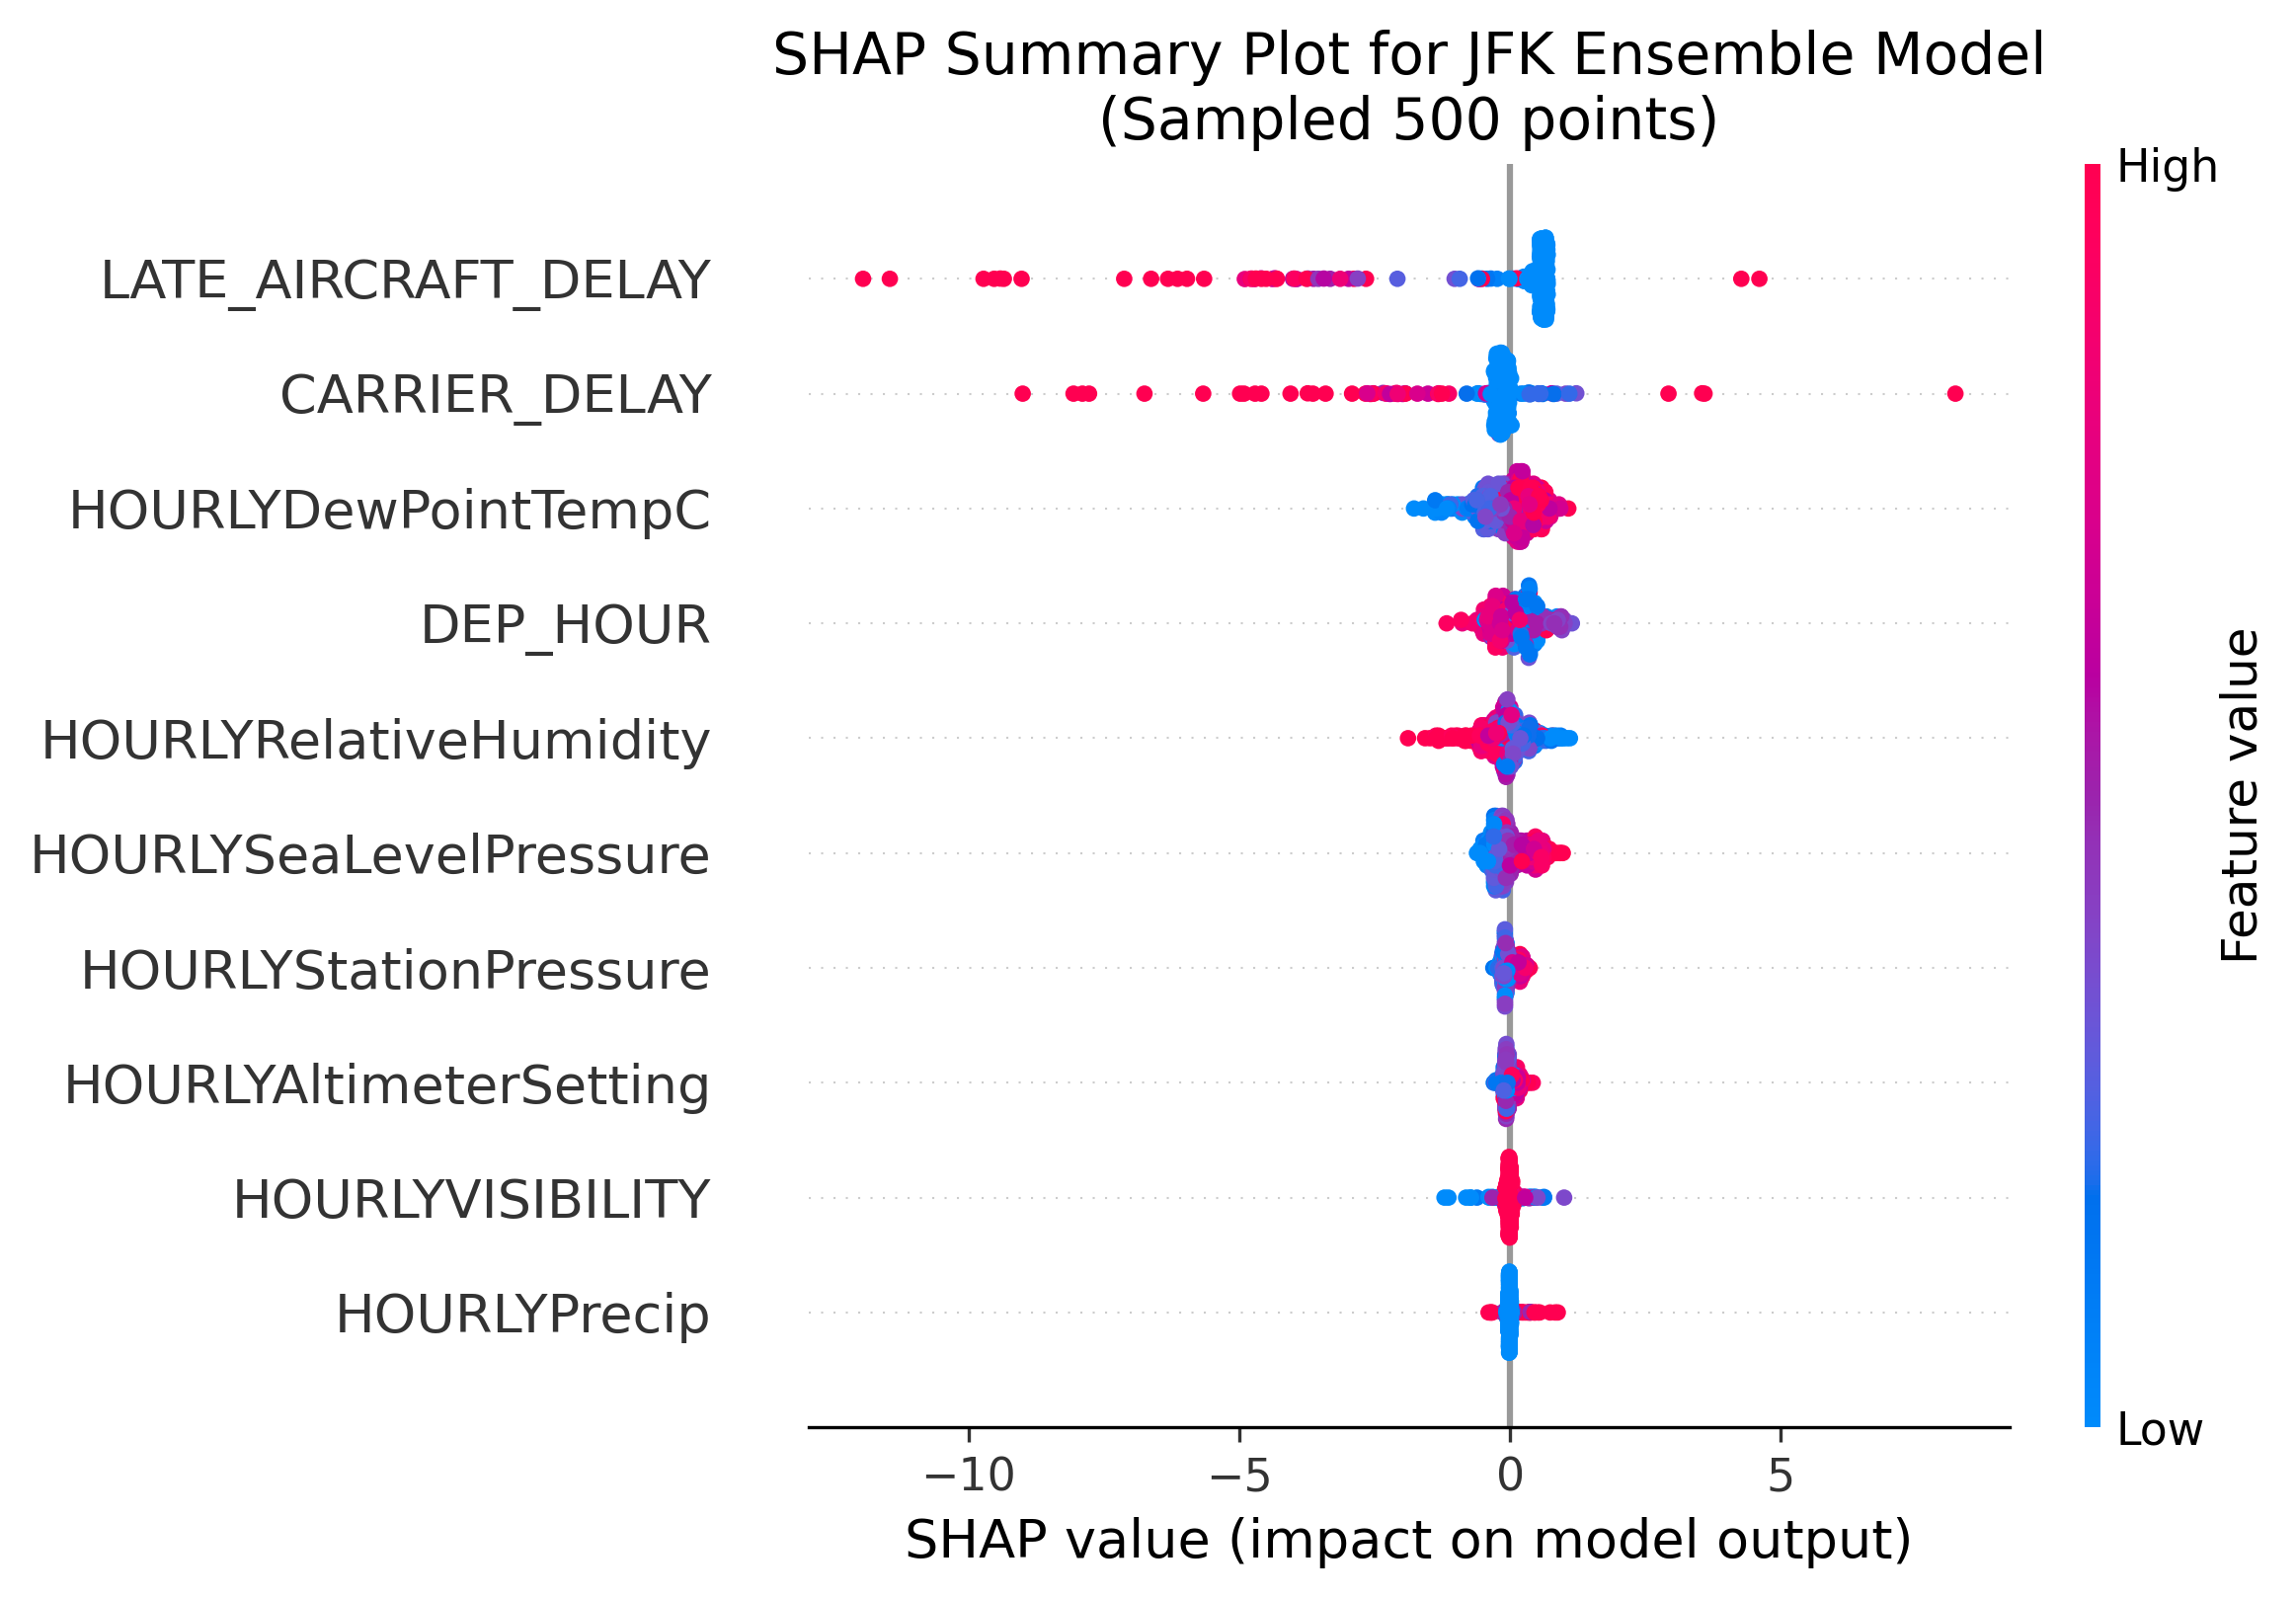 SHAP Summary Plot for JFK Ensemble Model
(Sampled 500 points)
High
LATE_AIRCRAFT_DELAY
CARRIER_DELAY
HOURLYDewPointTempC
DEP_HOUR
HOURLYRelativeHumidity
HOURLYSeaLevelPressure
HOURLYStationPressure
HOURLYAltimeterSetting
HOURLYVISIBILITY
HOURLYPrecip
Feature value
Low
−10 −5 0 5
SHAP value (impact on model output)